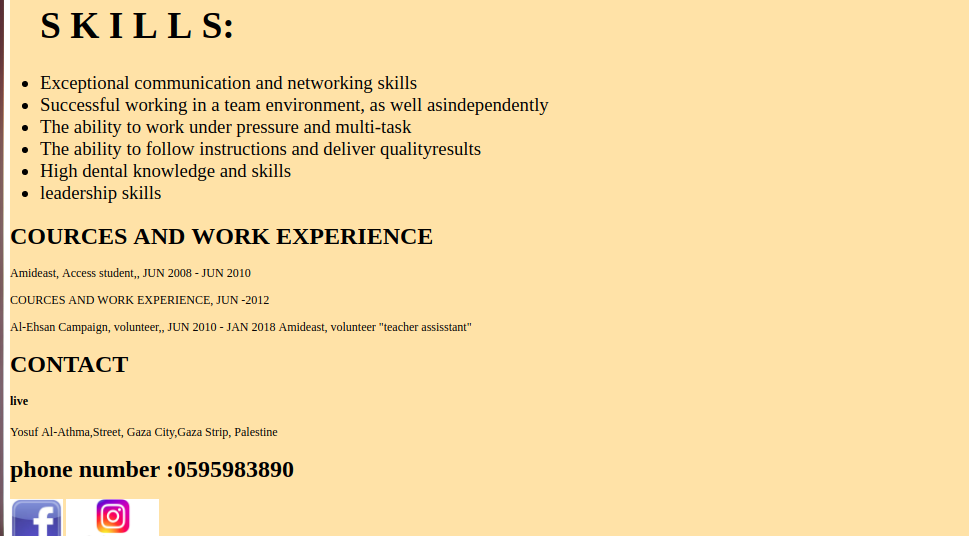 S K I L L S:
Exceptional communication and networking skills
Successful working in a team environment, as well asindependently
The ability to work under pressure and multi-task
The ability to follow instructions and deliver qualityresults
High dental knowledge and skills
leadership skills
COURCES AND WORK EXPERIENCE
Amideast, Access student,, JUN 2008 - JUN 2010
COURCES AND WORK EXPERIENCE, JUN -2012
Al-Ehsan Campaign, volunteer,, JUN 2010 - JAN 2018 Amideast, volunteer "teacher assisstant"
CONTACT
live
Yosuf Al-Athma,Street, Gaza City,Gaza Strip, Palestine
phone number :0595983890